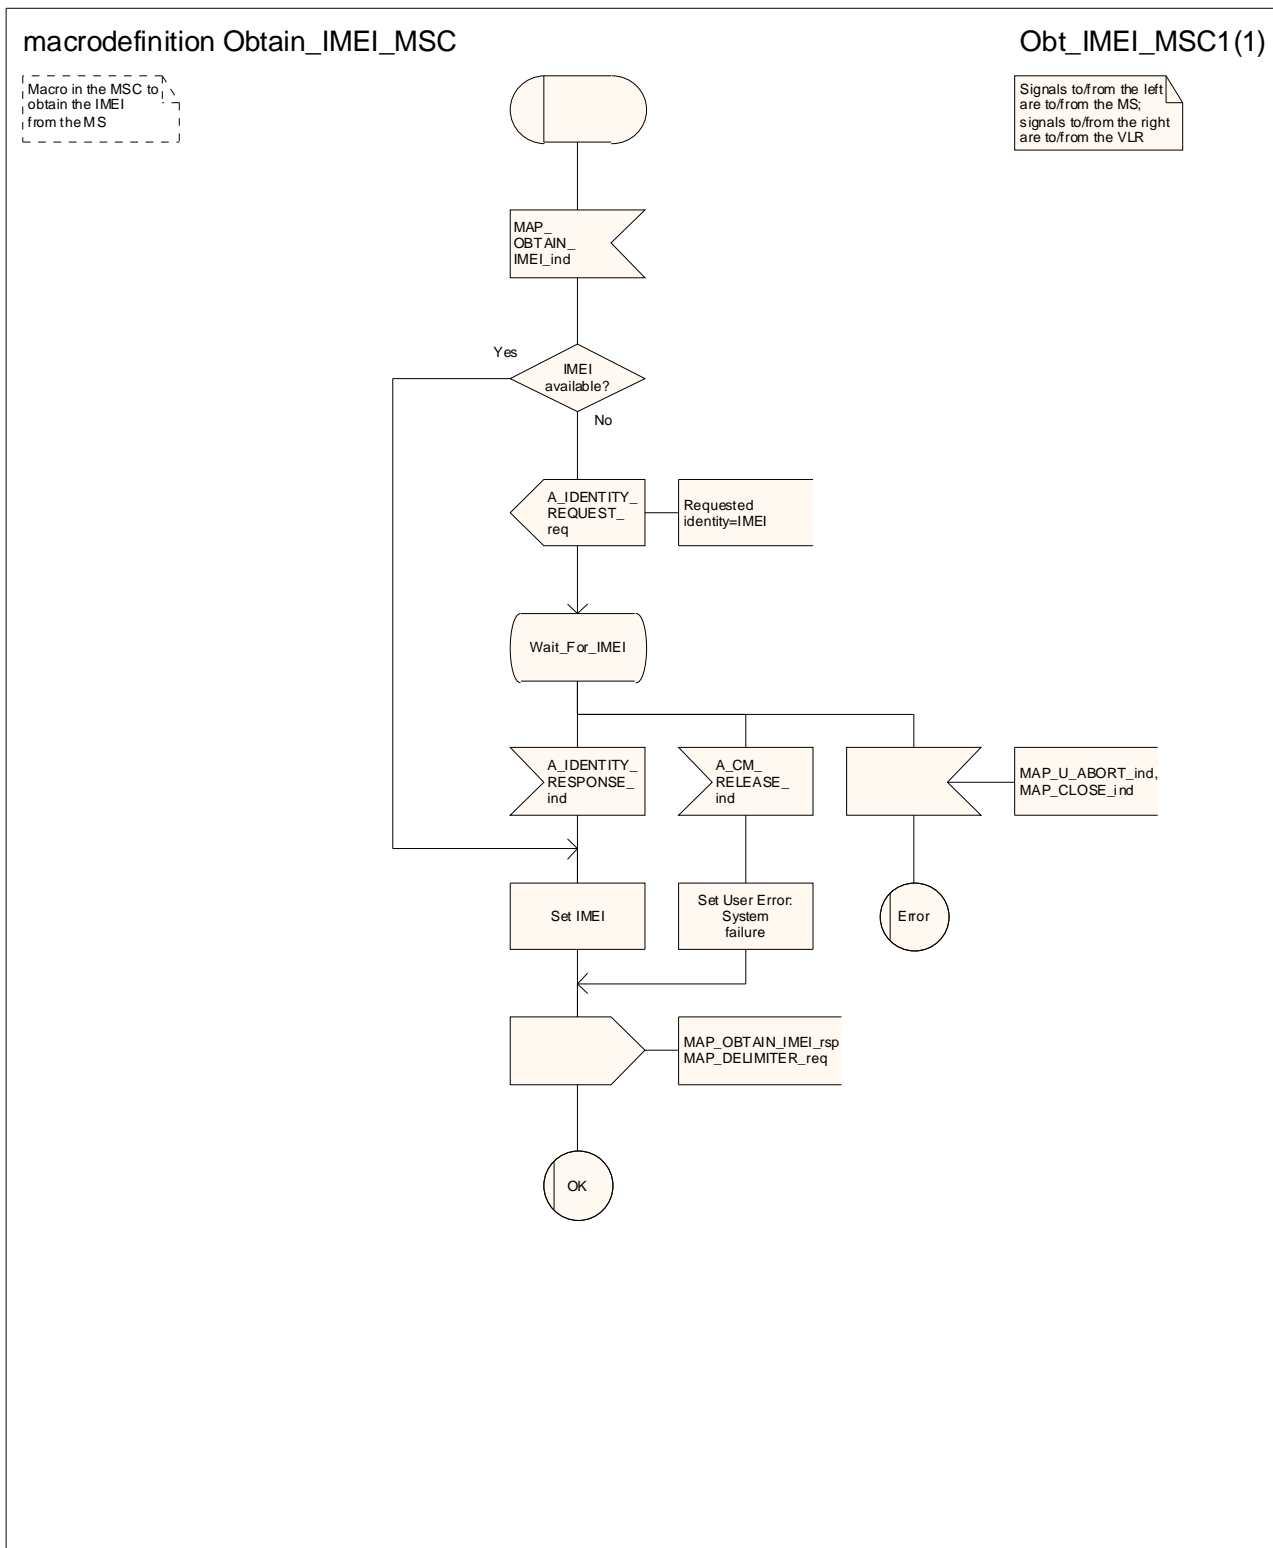 macrodefinition Obtain_IMEI_MSC
Obt_IMEI_MSC1(1)
Macro in the MSC to
obtain the IMEI
from the MS
Signals to/from the left
are to/from the MS;
signals to/from the right
are to/from the VLR
MAP_
OBTAIN_
IMEI_ind
Yes
IMEI
available?
No
A_IDENTITY_
REQUEST_
req
Requested
identity=IMEI
Wait_For_IMEI
A_IDENTITY_
RESPONSE_
ind
A_CM_
RELEASE_
ind
MAP_U_ABORT_ind,
MAP_CLOSE_ind
Set IMEI
Set User Error:
System
failure
Error
MAP_OBTAIN_IMEI_rsp
MAP_DELIMITER_req
OK